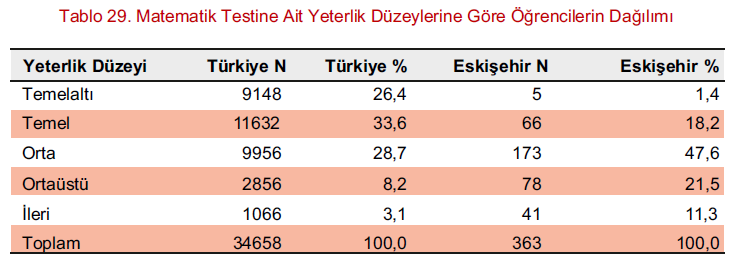 Tablo 29. Matematik Testine Ait Yeterlik Düzeylerine Göre Öğrencilerin Dağılımı
Yeterlik Düzeyi Türkiye N Türkiye % Eskişehir N Eskişehir %
Temelaltı 9148 26,4 5 1,4
Temel 11632 33,6 66 18,2
Orta 9956 28,7 173 47,6
Ortaüstü 2856 8,2 78 21,5
İleri 1066 3,1 41 11,3
Toplam 34658 100,0 363 100,0